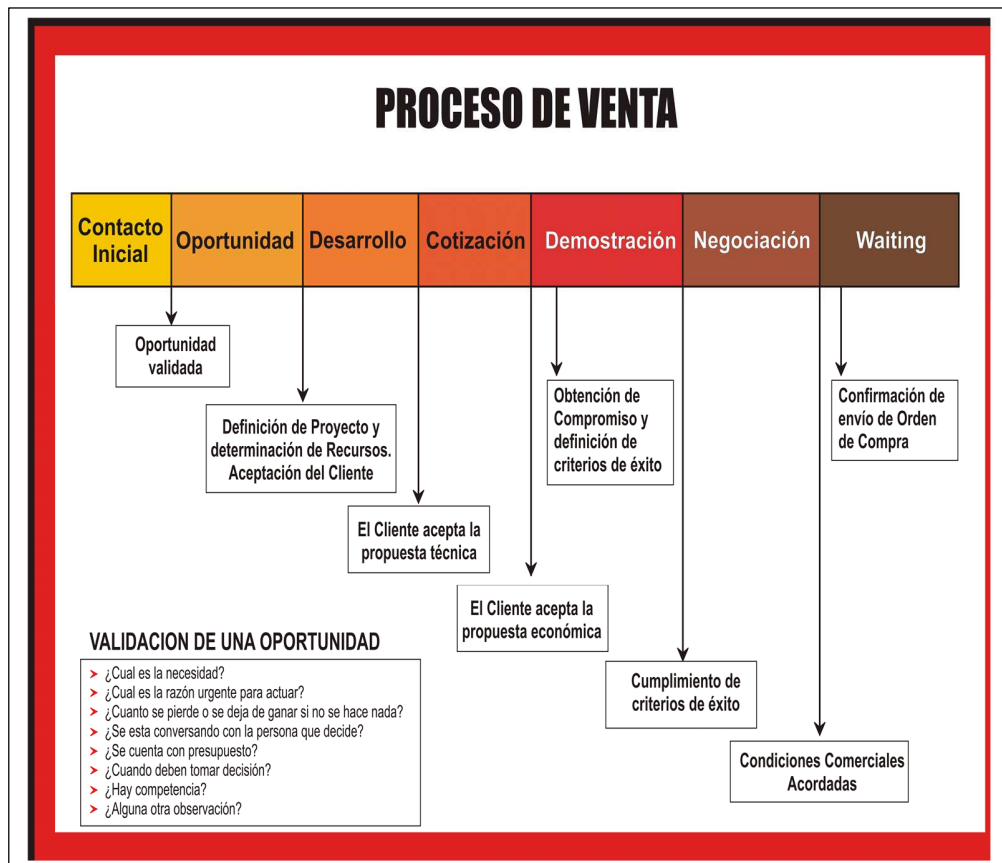 PROCESO DE VENTA
Contacto
Inicial
Oportunidad
Desarrollo
Cotización
Demostración
Negociación
Waiting
Oportunidad
validada
Definición de Proyecto y
determinación de Recursos.
Aceptación del Cliente
El Cliente acepta la
propuesta técnica
El Cliente acepta la
propuesta económica
Obtención de
Compromiso y
definición de
criterios de éxito
Cumplimiento de
criterios de éxito
Condiciones Comerciales
Acordadas
Confirmación de
envío de Orden
de Compra
VALIDACION DE UNA OPORTUNIDAD
¿Cual es la necesidad?
¿Cual es la razón urgente para actuar?
¿Cuanto se pierde o se deja de ganar si no se hace nada?
¿Se esta conversando con la persona que decide?
¿Se cuenta con presupuesto?
¿Cuando deben tomar decisión?
¿Hay competencia?
¿Alguna otra observación?